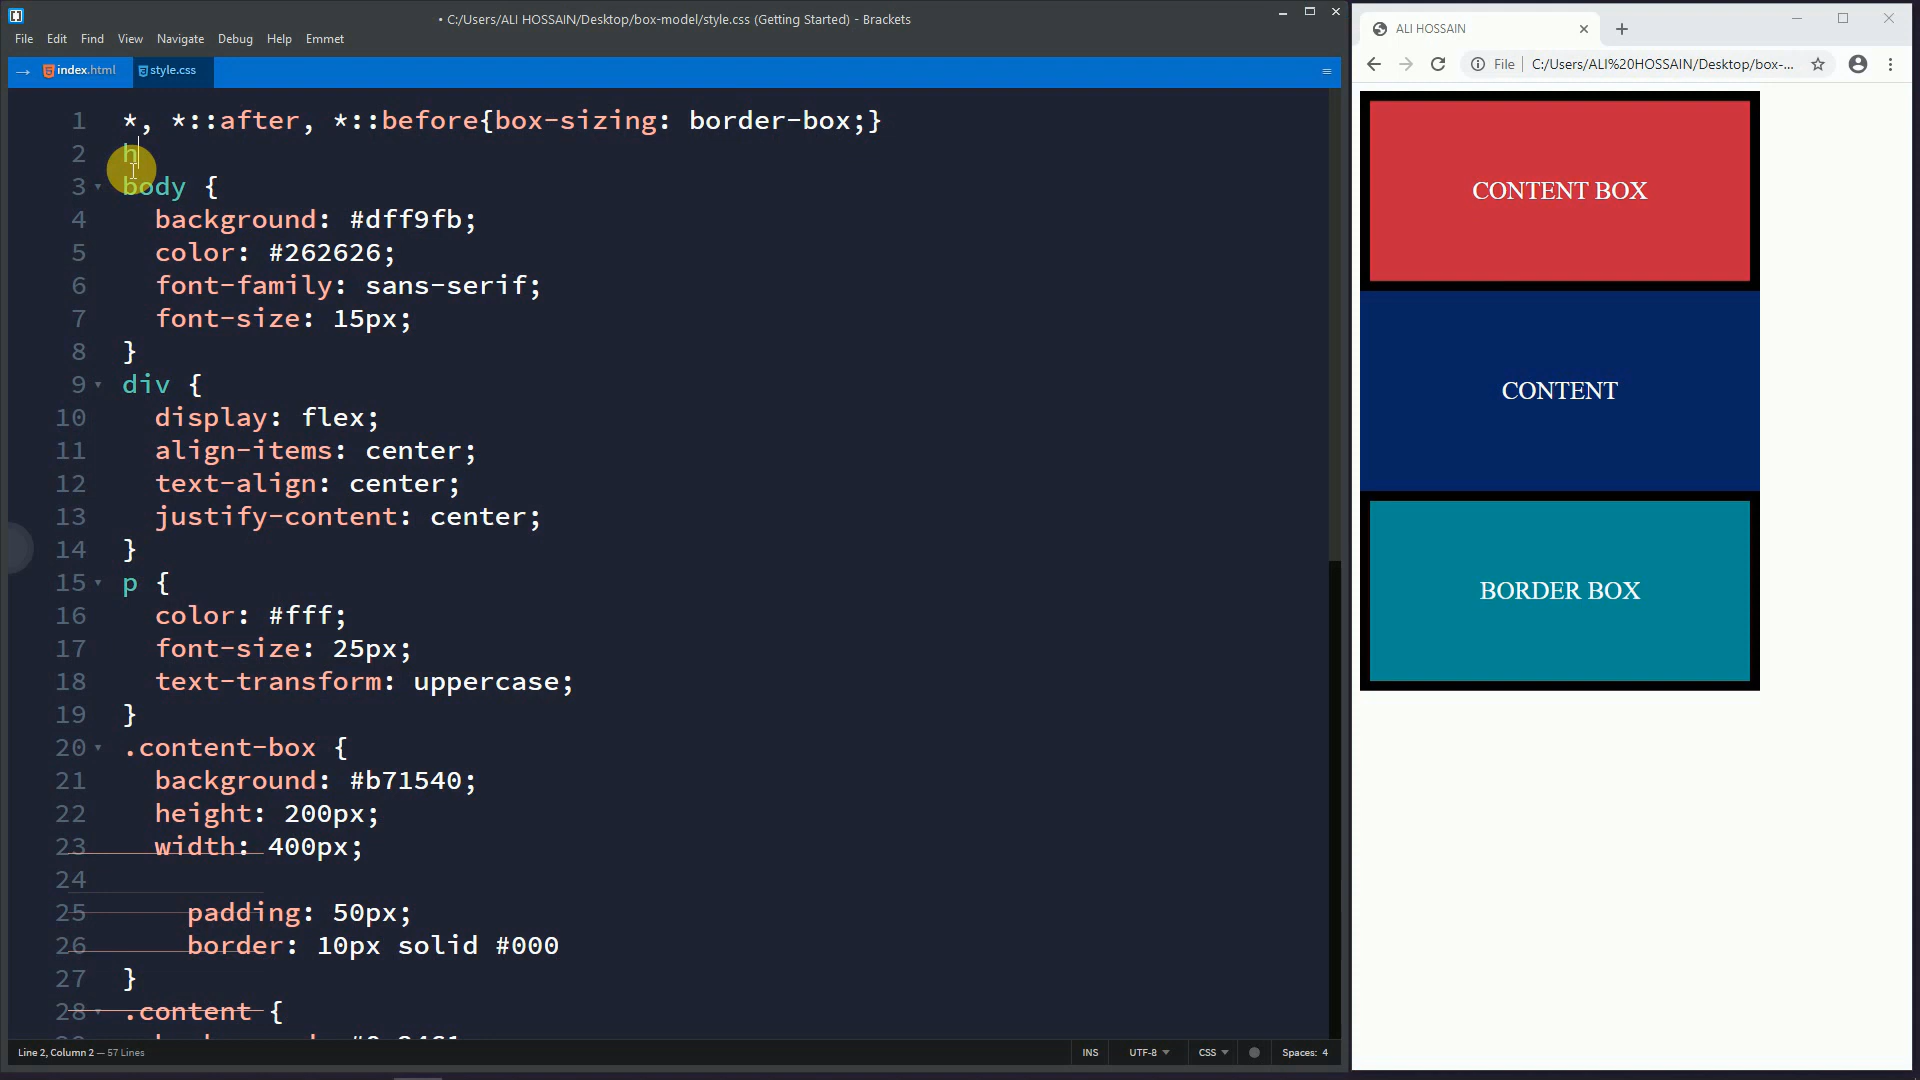 • C:/Users/ALI HOSSAIN/Desktop/box-model/style.css (Getting Started) - Brackets
File Edit Find View Navigate Debug Help Emmet
→ index.html style.css
1 *, *::after, *::before{box-sizing: border-box;}
2 h
3 body {
4 background: #dff9fb;
5 color: #262626;
6 font-family: sans-serif;
7 font-size: 15px;
8 }
9 div {
10 display: flex;
11 align-items: center;
12 text-align: center;
13 justify-content: center;
14 }
15 p {
16 color: #fff;
17 font-size: 25px;
18 text-transform: uppercase;
19 }
20 .content-box {
21 background: #b71540;
22 height: 200px;
23 width: 400px;
24
25 padding: 50px;
26 border: 10px solid #000
27 }
28 .content {
Line 2, Column 2 — 57 Lines
INS UTF-8 CSS Spaces: 4
ALI HOSSAIN
File C:/Users/ALI%20HOSSAIN/Desktop/box-...
CONTENT BOX
CONTENT
BORDER BOX